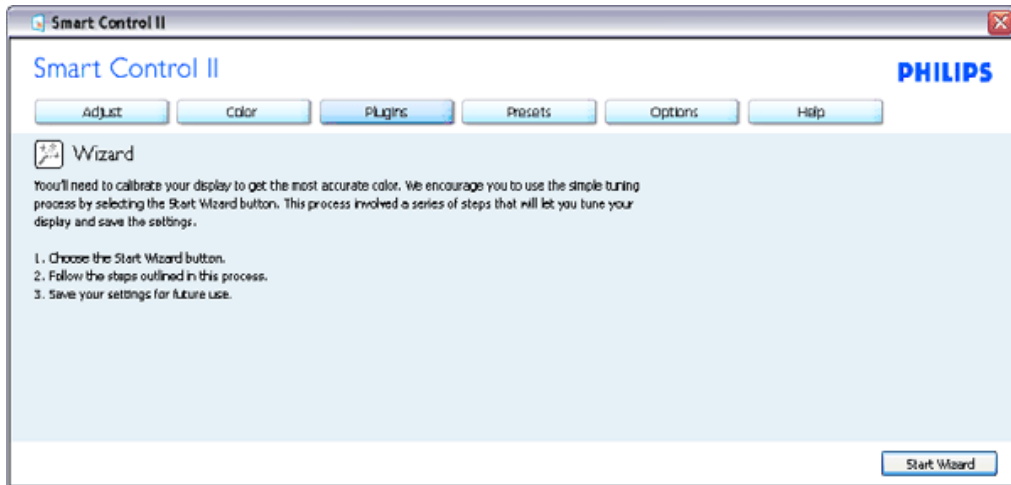 Smart Control II
Smart Control II
PHILIPS
Adjust Color Plugins Presets Options Help
Wizard
Yoou'll need to calibrate your display to get the most accurate color. We encourage you to use the simple tuning
process by selecting the Start Wizard button. This process involved a series of steps that will let you tune your
display and save the settings.
1. Choose the Start Wizard button.
2. Follow the steps outlined in this process.
3. Save your settings for future use.
Start Wizard